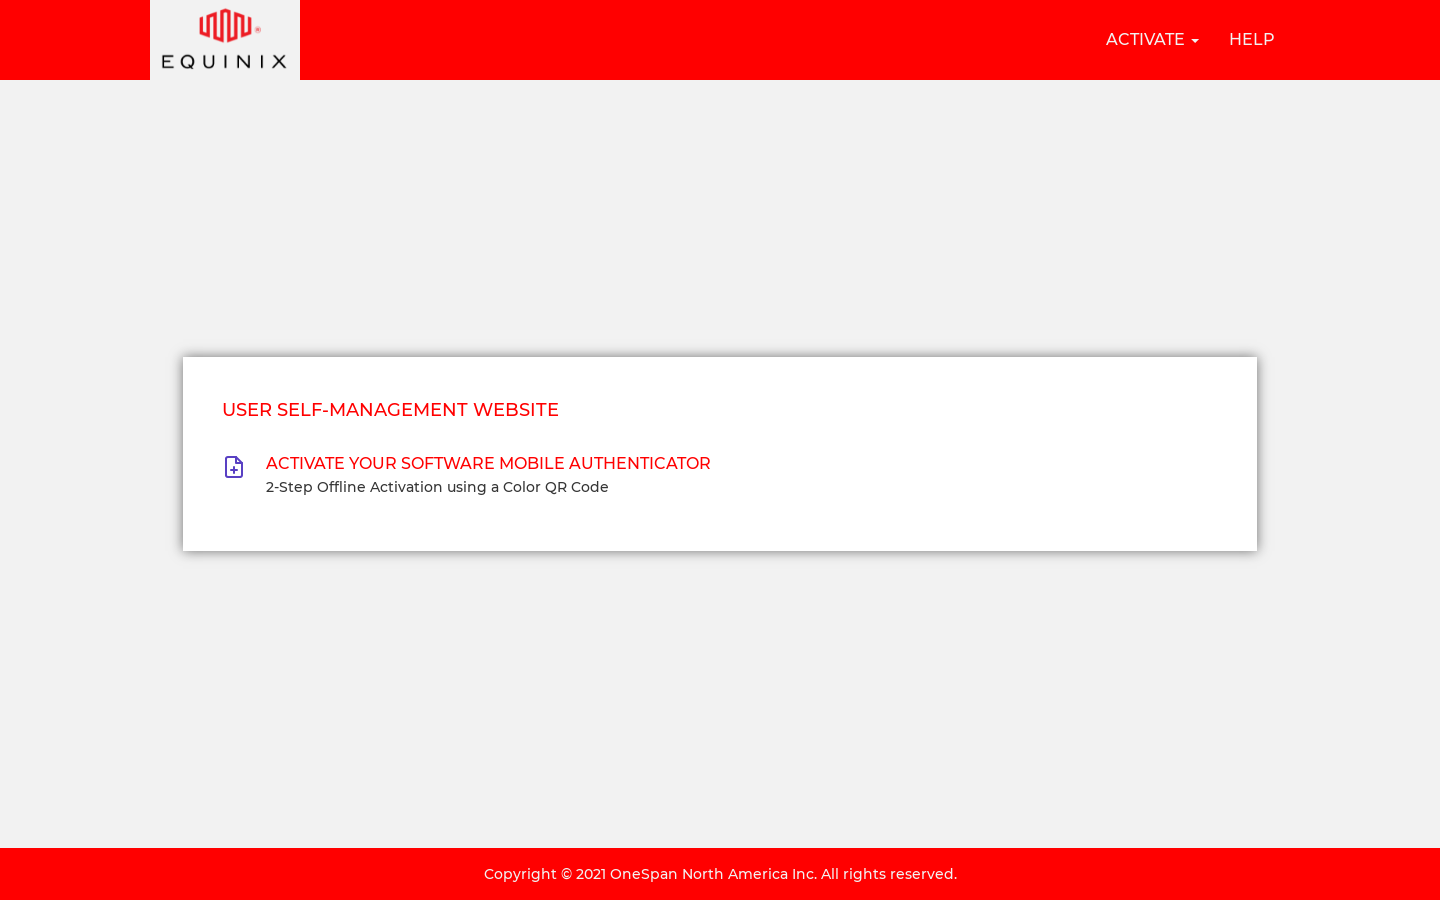 EQUINIX
ACTIVATE
HELP
USER SELF-MANAGEMENT WEBSITE
ACTIVATE YOUR SOFTWARE MOBILE AUTHENTICATOR
2-Step Offline Activation using a Color QR Code
Copyright © 2021 OneSpan North America Inc. All rights reserved.